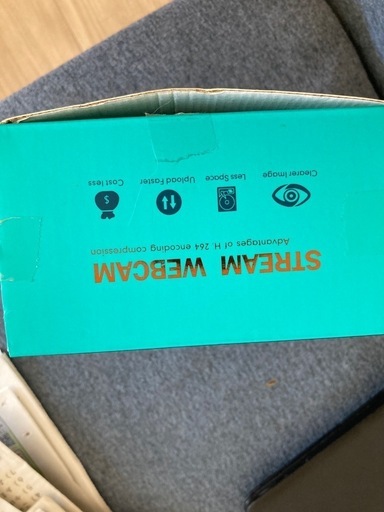 STREAM WEBCAM
Advantages of H. 264 encoding compression
Clearer Image Less Space Upload Faster Cost less
$